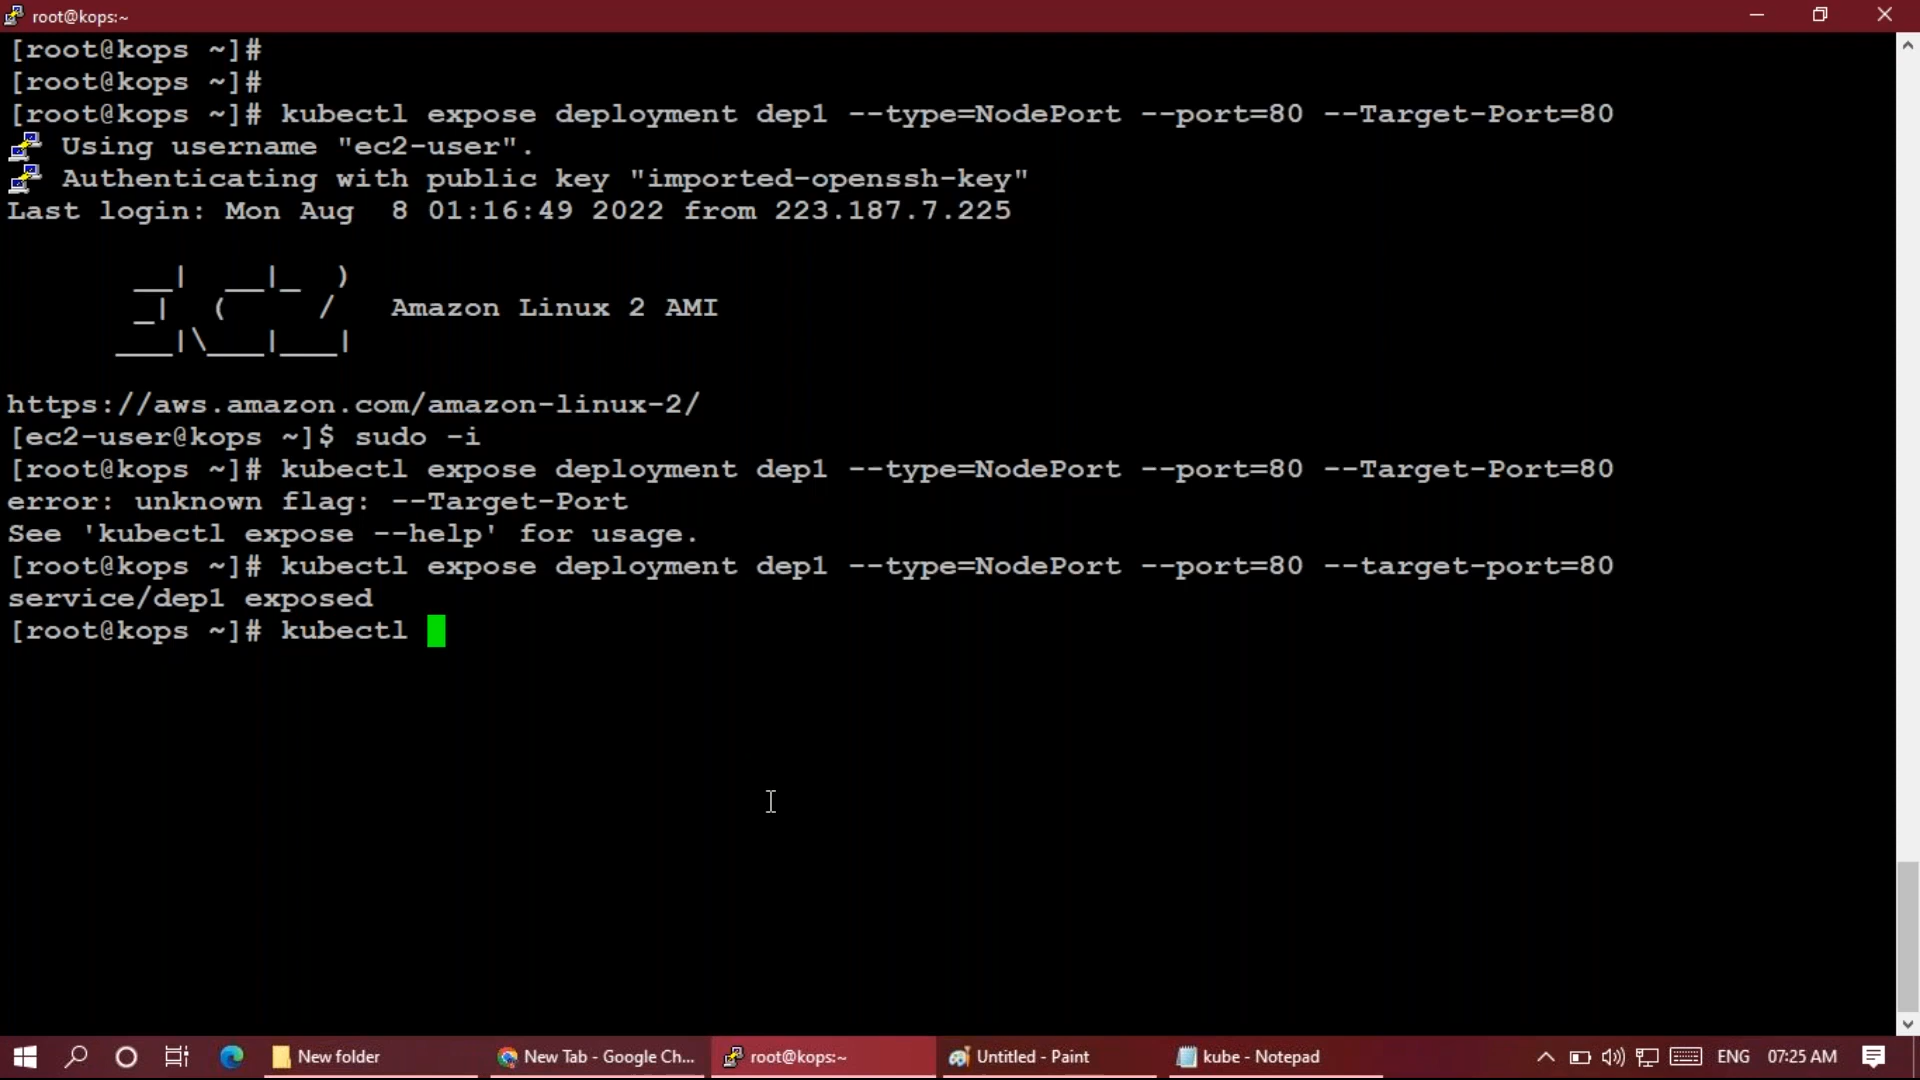 root@kops:~
[root@kops ~]#
[root@kops ~]#
[root@kops ~]# kubectl expose deployment dep1 --type=NodePort --port=80 --Target-Port=80
Using username "ec2-user".
Authenticating with public key "imported-openssh-key"
Last login: Mon Aug  8 01:16:49 2022 from 223.187.7.225
__|  __|_  )
_|  (     /   Amazon Linux 2 AMI
___|\___|___|
https://aws.amazon.com/amazon-linux-2/
[ec2-user@kops ~]$ sudo -i
[root@kops ~]# kubectl expose deployment dep1 --type=NodePort --port=80 --Target-Port=80
error: unknown flag: --Target-Port
See 'kubectl expose --help' for usage.
[root@kops ~]# kubectl expose deployment dep1 --type=NodePort --port=80 --target-port=80
service/dep1 exposed
[root@kops ~]# kubectl
New folder New Tab - Google Ch... root@kops:~ Untitled - Paint kube - Notepad ENG 07:25 AM